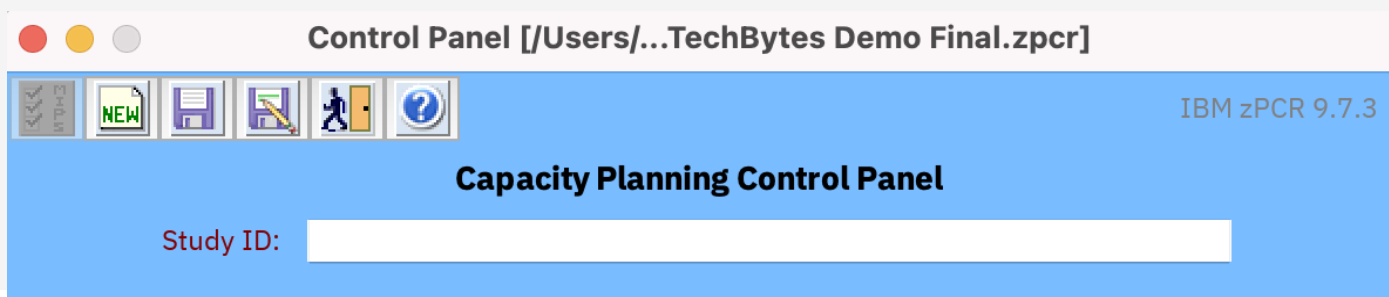 Control Panel [/Users/...TechBytes Demo Final.zpcr]
MIPS
NEW
IBM zPCR 9.7.3
Capacity Planning Control Panel
Study ID: